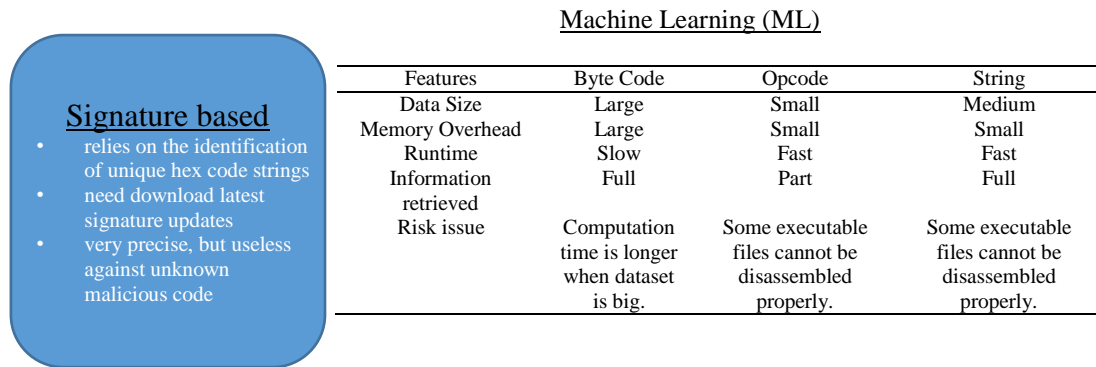 Machine Learning (ML)
Signature based
• relies on the identification
of unique hex code strings
• need download latest
signature updates
• very precise, but useless
against unknown
malicious code
Features Byte Code Opcode String
Data Size Large Small Medium
Memory Overhead Large Small Small
Runtime Slow Fast Fast
Information Full Part Full
retrieved
Risk issue Computation Some executable Some executable
time is longer files cannot be files cannot be
when dataset disassembled disassembled
is big. properly. properly.